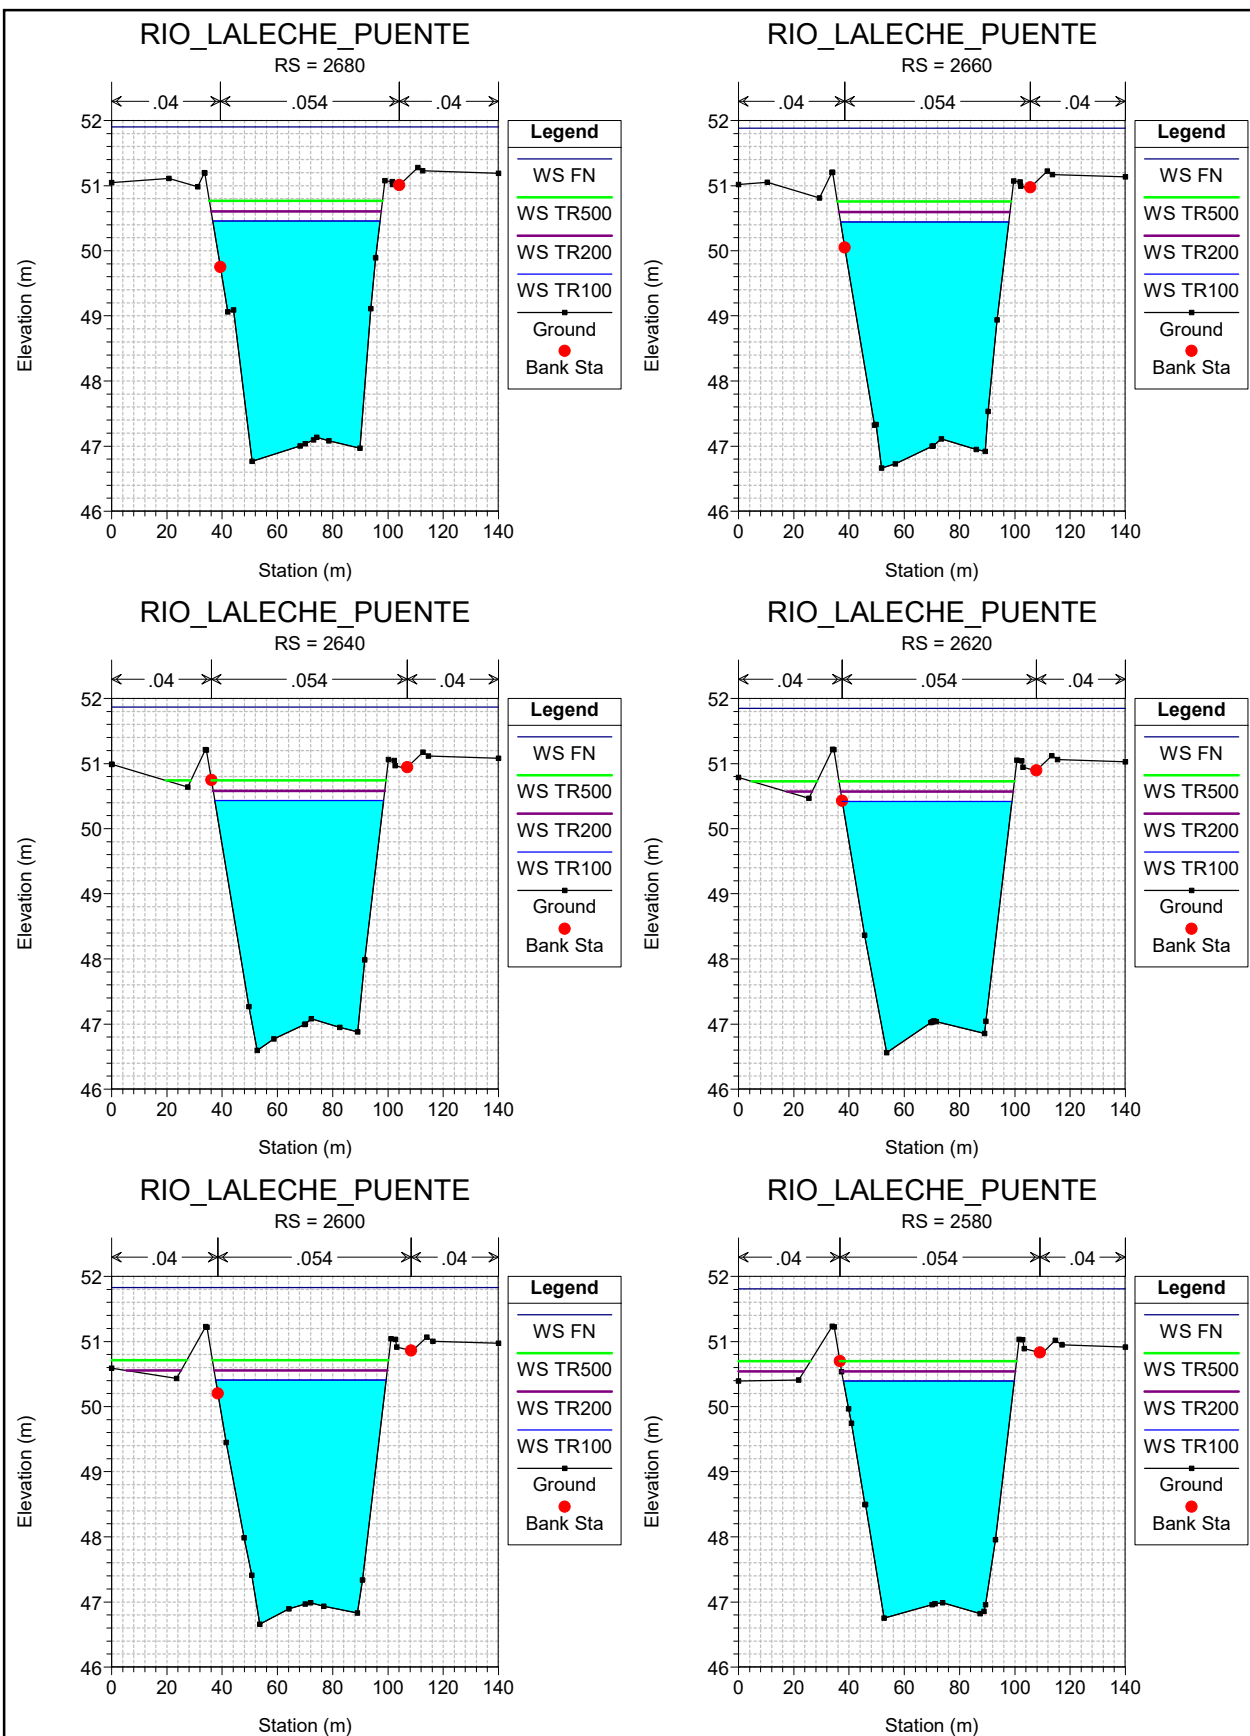 RIO_LALECHE_PUENTE
RS = 2680
.04 .054 .04
52
51
50
49
48
47
46
0 20 40 60 80 100 120 140
Elevation (m)
Station (m)
Legend
WS FN
WS TR500
WS TR200
WS TR100
Ground
Bank Sta
RIO_LALECHE_PUENTE
RS = 2660
.04 .054 .04
52
51
50
49
48
47
46
0 20 40 60 80 100 120 140
Elevation (m)
Station (m)
Legend
WS FN
WS TR500
WS TR200
WS TR100
Ground
Bank Sta
RIO_LALECHE_PUENTE
RS = 2640
.04 .054 .04
52
51
50
49
48
47
46
0 20 40 60 80 100 120 140
Elevation (m)
Station (m)
Legend
WS FN
WS TR500
WS TR200
WS TR100
Ground
Bank Sta
RIO_LALECHE_PUENTE
RS = 2620
.04 .054 .04
52
51
50
49
48
47
46
0 20 40 60 80 100 120 140
Elevation (m)
Station (m)
Legend
WS FN
WS TR500
WS TR200
WS TR100
Ground
Bank Sta
RIO_LALECHE_PUENTE
RS = 2600
.04 .054 .04
52
51
50
49
48
47
46
0 20 40 60 80 100 120 140
Elevation (m)
Station (m)
Legend
WS FN
WS TR500
WS TR200
WS TR100
Ground
Bank Sta
RIO_LALECHE_PUENTE
RS = 2580
.04 .054 .04
52
51
50
49
48
47
46
0 20 40 60 80 100 120 140
Elevation (m)
Station (m)
Legend
WS FN
WS TR500
WS TR200
WS TR100
Ground
Bank Sta